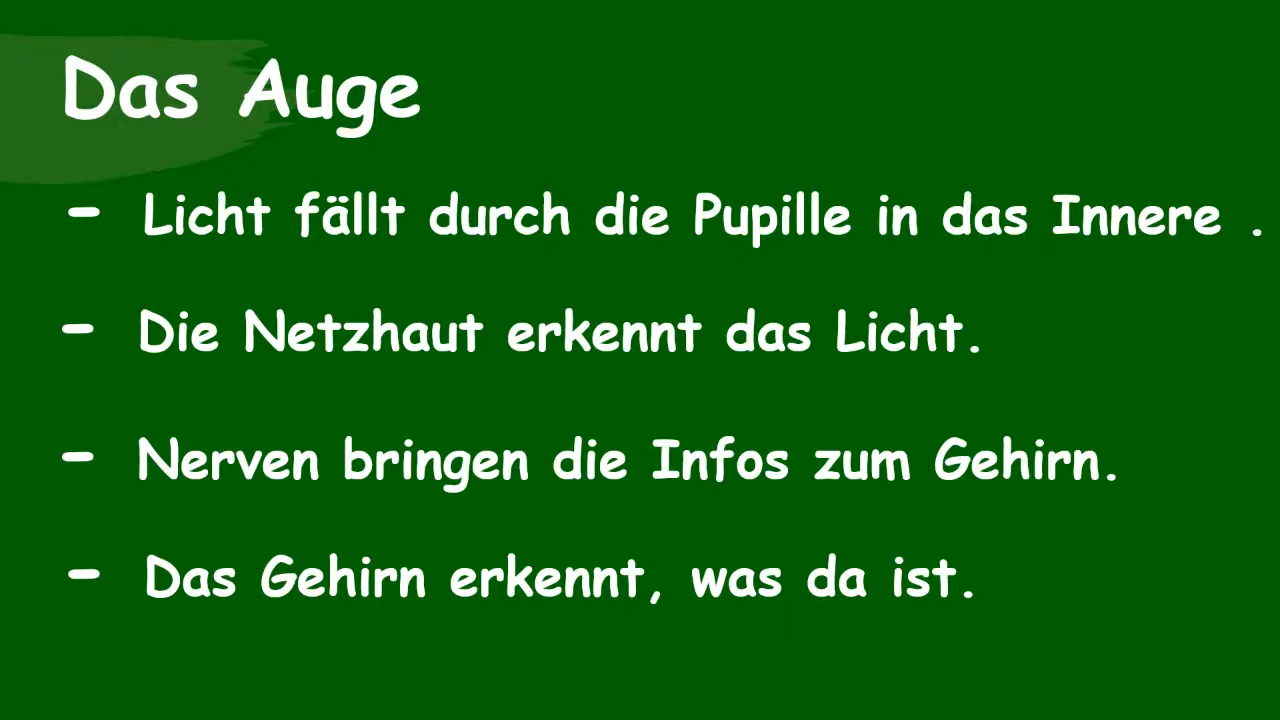 Das Auge
- Licht fällt durch die Pupille in das Innere .
- Die Netzhaut erkennt das Licht.
- Nerven bringen die Infos zum Gehirn.
- Das Gehirn erkennt, was da ist.